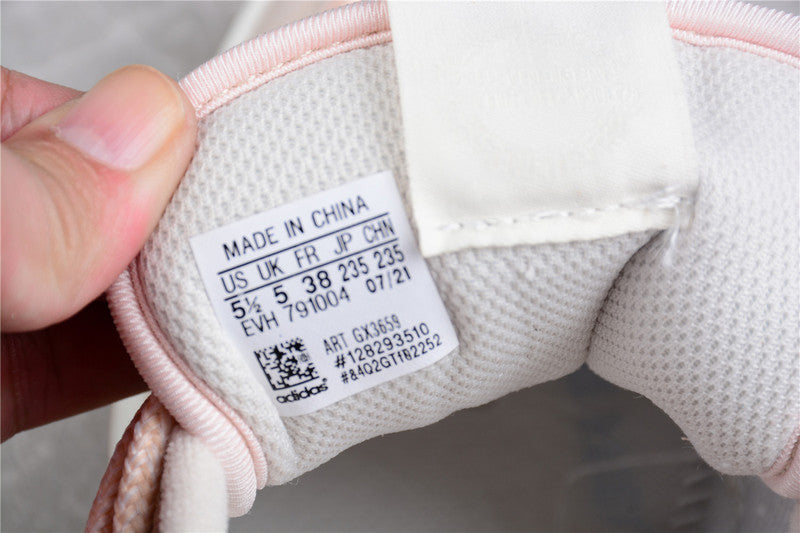 MADE IN CHINA
US UK FR JP CHN
5½ 5 38 235 235
EVH 791004 07/21
ART GX3659
#128293510
#&402GTf82252
adidas